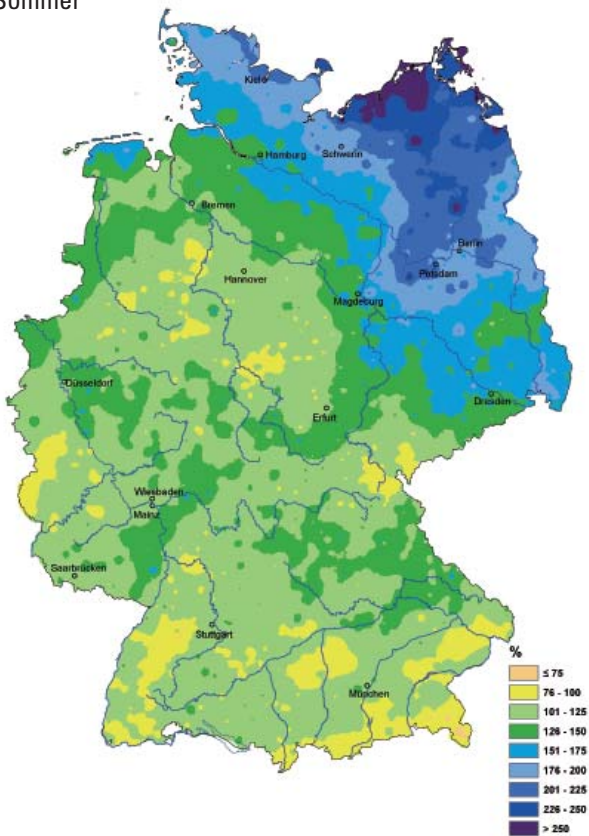 Sommer
Kiel
Hamburg
Schwerin
Bremen
Berlin
Potsdam
Hannover
Magdeburg
Düsseldorf
Dresden
Erfurt
Wiesbaden
Mainz
Saarbrücken
Stuttgart
München
%
≤ 75
76 - 100
101 - 125
126 - 150
151 - 175
176 - 200
201 - 225
226 - 250
> 250